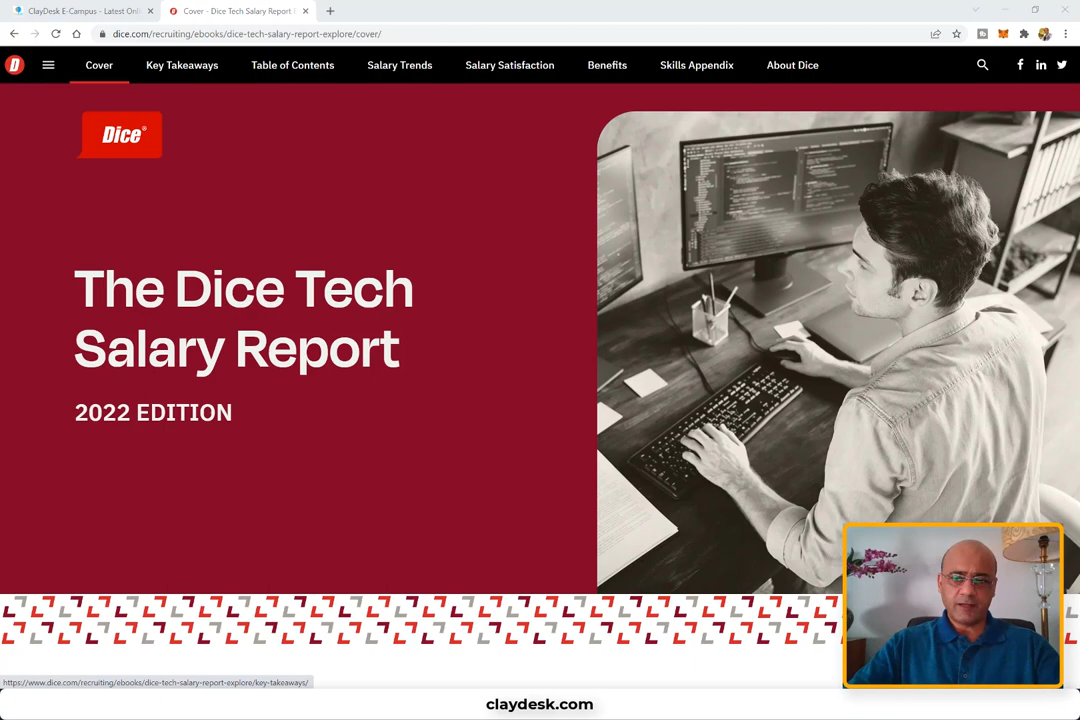 ClayDesk E-Campus - Latest Onli
Cover - Dice Tech Salary Report |
dice.com/recruiting/ebooks/dice-tech-salary-report-explore/cover/
D
Cover
Key Takeaways
Table of Contents
Salary Trends
Salary Satisfaction
Benefits
Skills Appendix
About Dice
Dice®
The Dice Tech
Salary Report
2022 EDITION
https://www.dice.com/recruiting/ebooks/dice-tech-salary-report-explore/key-takeaways/
claydesk.com